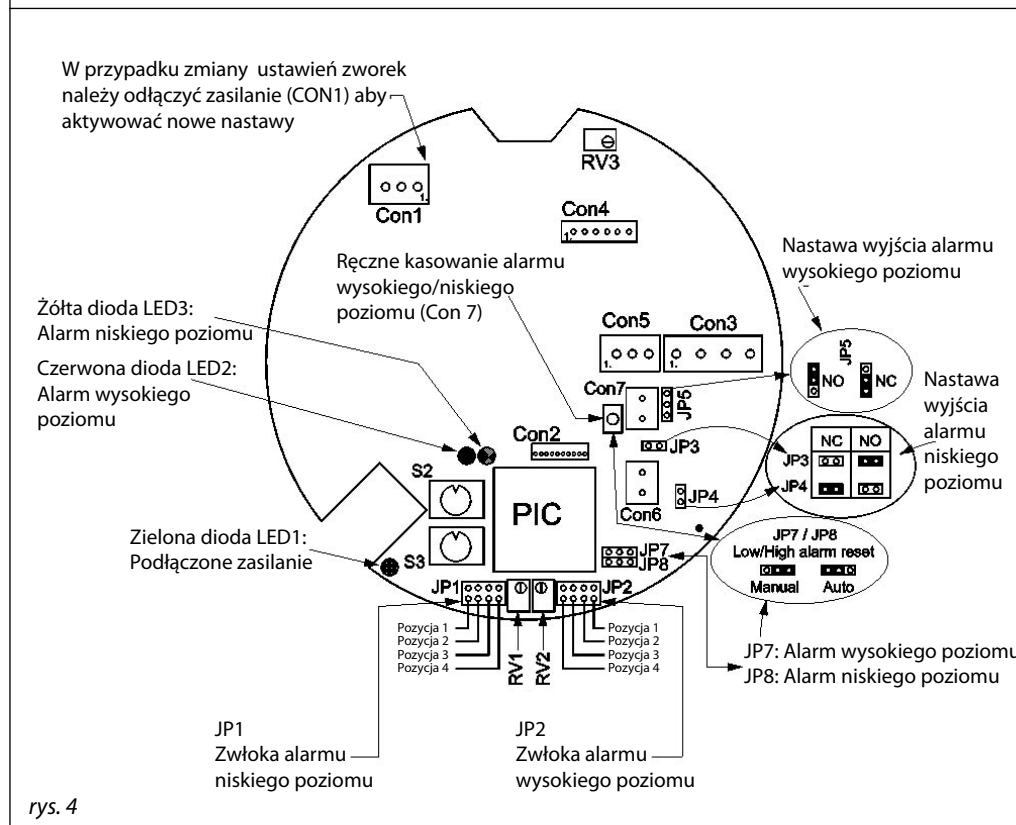 W przypadku zmiany ustawień zworek
należy odłączyć zasilanie (CON1) aby
aktywować nowe nastawy
RV3
1.
Con1
Con4
1.
Ręczne kasowanie alarmu
wysokiego/niskiego
poziomu (Con 7)
Nastawa wyjścia alarmu
wysokiego poziomu
Żółta dioda LED3:
Alarm niskiego poziomu
Czerwona dioda LED2:
Alarm wysokiego
poziomu
Con5
1.
Con3
1.
JP5
NO
NC
Con7
JP5
Nastawa
wyjścia
alarmu
niskiego
poziomu
Con2
JP3
NC NO
JP3
JP4
S2
PIC
Con6
JP4
Zielona dioda LED1:
Podłączone zasilanie
S3
JP7
JP8
JP7 / JP8
Low/High alarm reset
Manual Auto
JP1
JP2
Pozycja 1
Pozycja 2
Pozycja 3
Pozycja 4
RV1
RV2
Pozycja 1
Pozycja 2
Pozycja 3
Pozycja 4
JP7: Alarm wysokiego poziomu
JP8: Alarm niskiego poziomu
JP1
Zwłoka alarmu
niskiego poziomu
JP2
Zwłoka alarmu
wysokiego poziomu
rys. 4